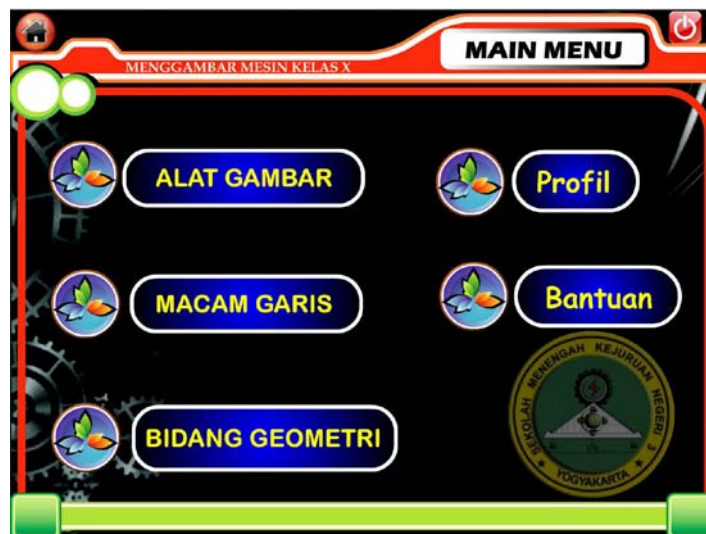 MAIN MENU
MENGGAMBAR MESIN KELAS X
ALAT GAMBAR
Profil
MACAM GARIS
Bantuan
BIDANG GEOMETRI
SEKOLAH MENENGAH KEJURUAN NEGERI 3
YOGYAKARTA